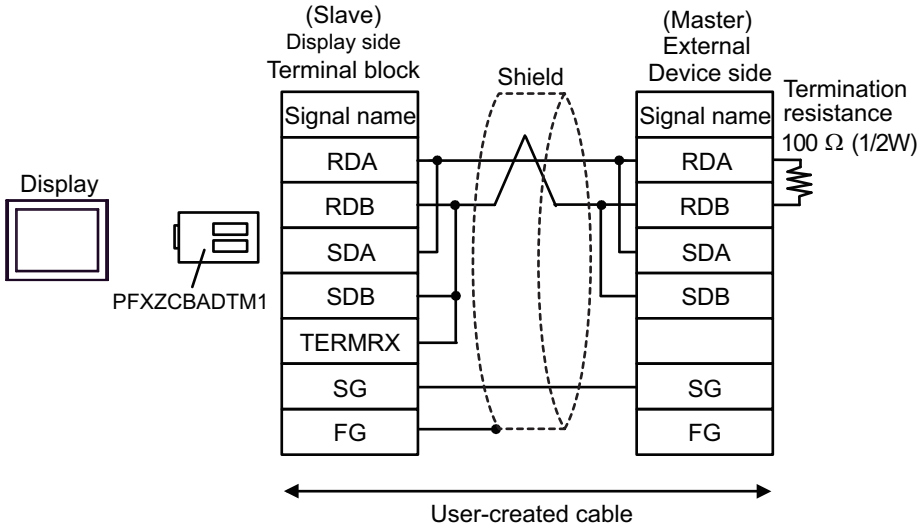 (Slave)
Display side
Terminal block
(Master)
External
Device side
Shield
Termination
resistance
100 Ω (1/2W)
Display
PFXZCBADTM1
Signal name
RDA
RDB
SDA
SDB
TERMRX
SG
FG
Signal name
RDA
RDB
SDA
SDB
SG
FG
User-created cable